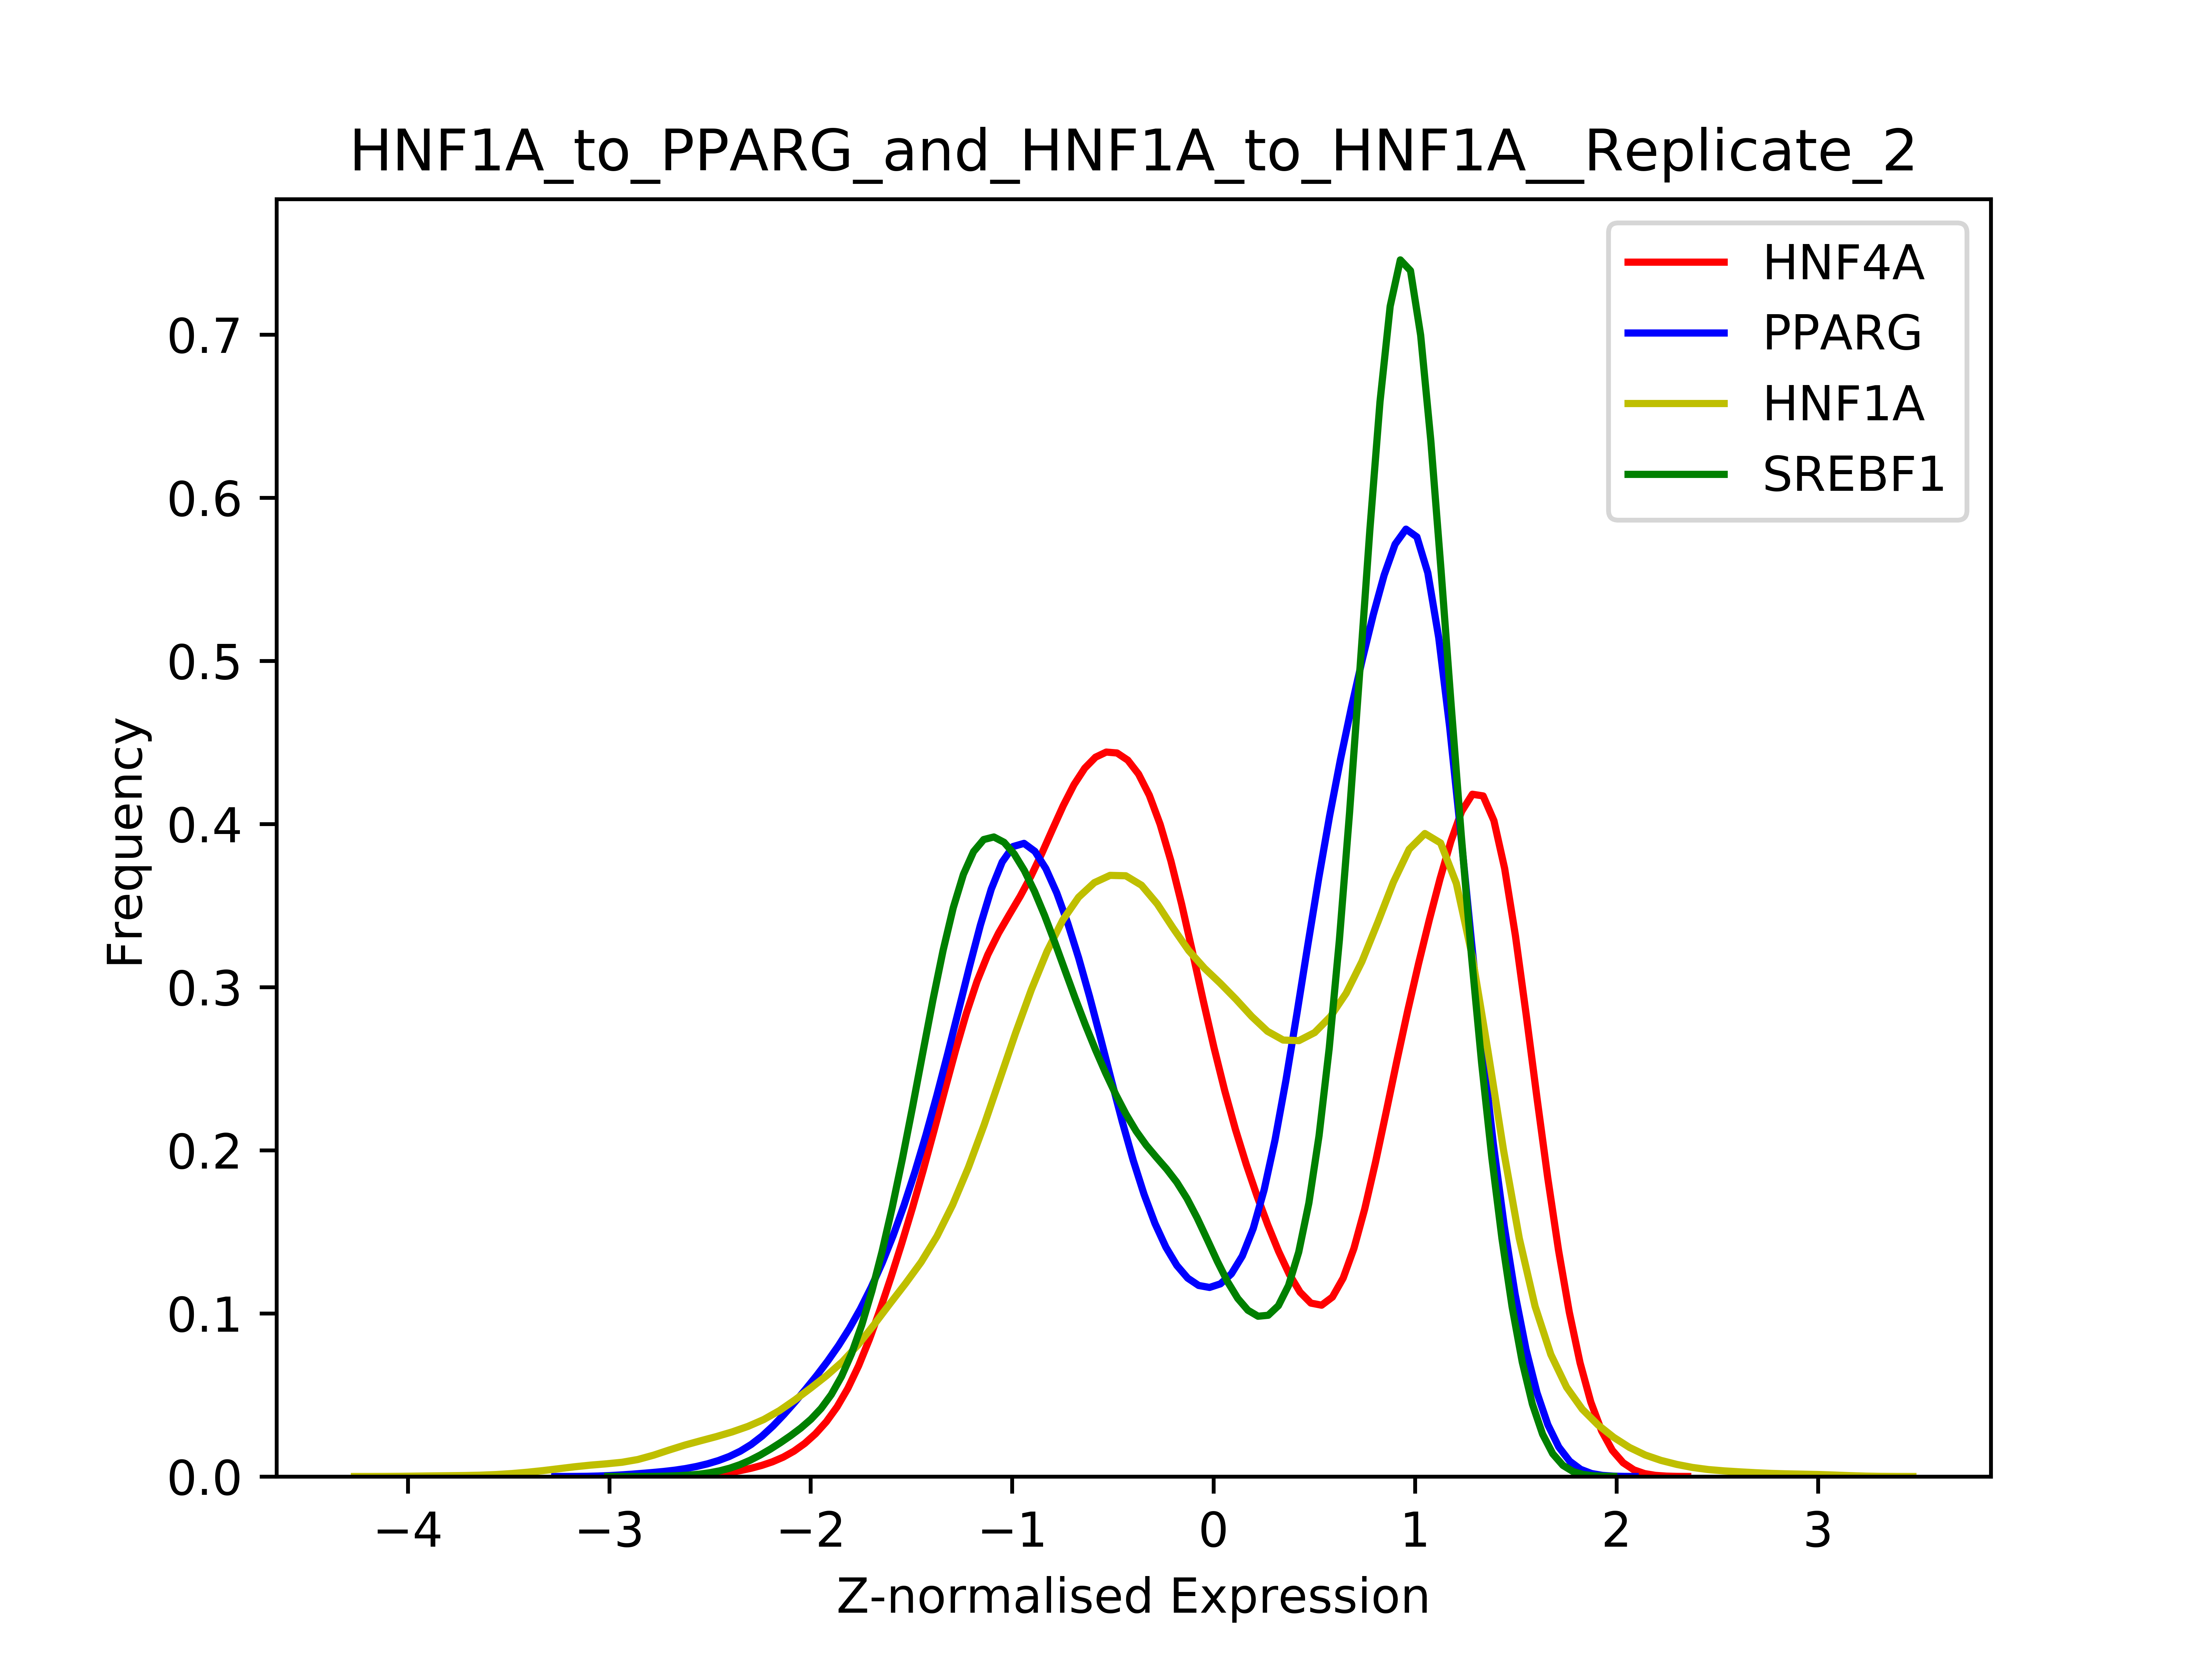 HNF1A_to_PPARG_and_HNF1A_to_HNF1A__Replicate_2
HNF4A
PPARG
HNF1A
SREBF1
0.7
0.6
0.5
0.4
0.3
0.2
0.1
0.0
Frequency
−4 −3 −2 −1 0 1 2 3
Z-normalised Expression